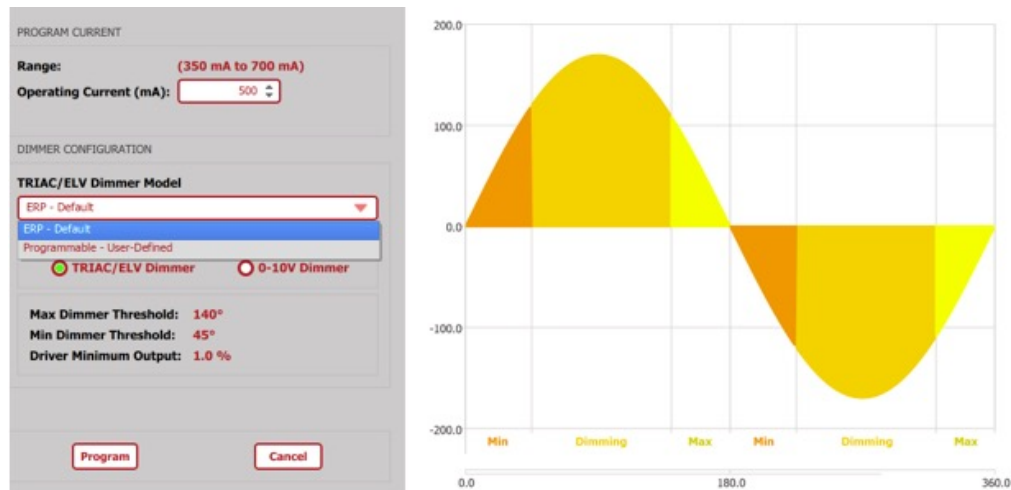 PROGRAM CURRENT
Range: (350 mA to 700 mA)
Operating Current (mA): 500
DIMMER CONFIGURATION
TRIAC/ELV Dimmer Model
ERP - Default
ERP - Default
Programmable - User-Defined
TRIAC/ELV Dimmer 0-10V Dimmer
Max Dimmer Threshold: 140°
Min Dimmer Threshold: 45°
Driver Minimum Output: 1.0 %
Program Cancel
200.0
100.0
0.0
-100.0
-200.0
Min Dimming Max Min Dimming Max
0.0 180.0 360.0